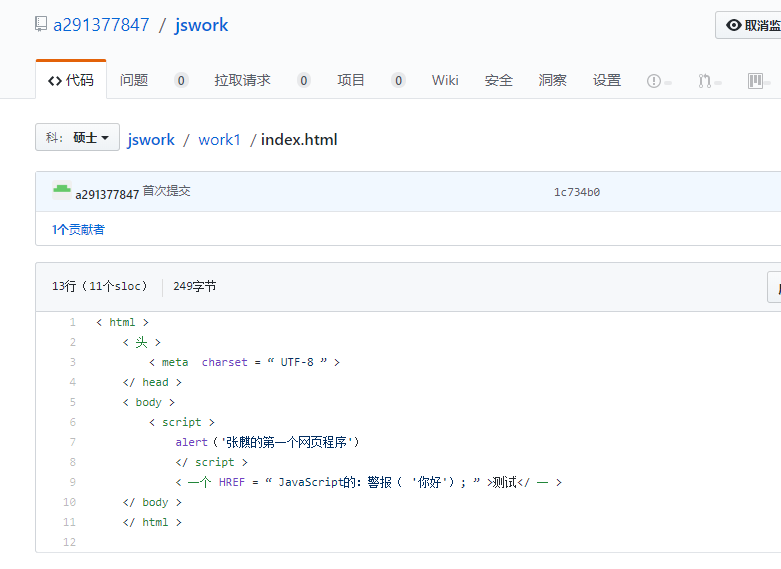 a291377847 / jswork
取消监
代码 问题 0 拉取请求 0 项目 0 Wiki 安全 洞察 设置
科： 硕士 jswork / work1 / index.html
a291377847 首次提交 1c734b0
1个贡献者
13行（11个sloc） 249字节
1 < html >
2 < 头 >
3 < meta charset = “ UTF-8 ” >
4 </ head >
5 < body >
6 < script >
7 alert（'张麒的第一个网页程序'）
8 </ script >
9 < 一个 HREF = “ JavaScript的：警报（ '你好'）; ” >测试</ 一 >
10 </ body >
11 </ html >
12